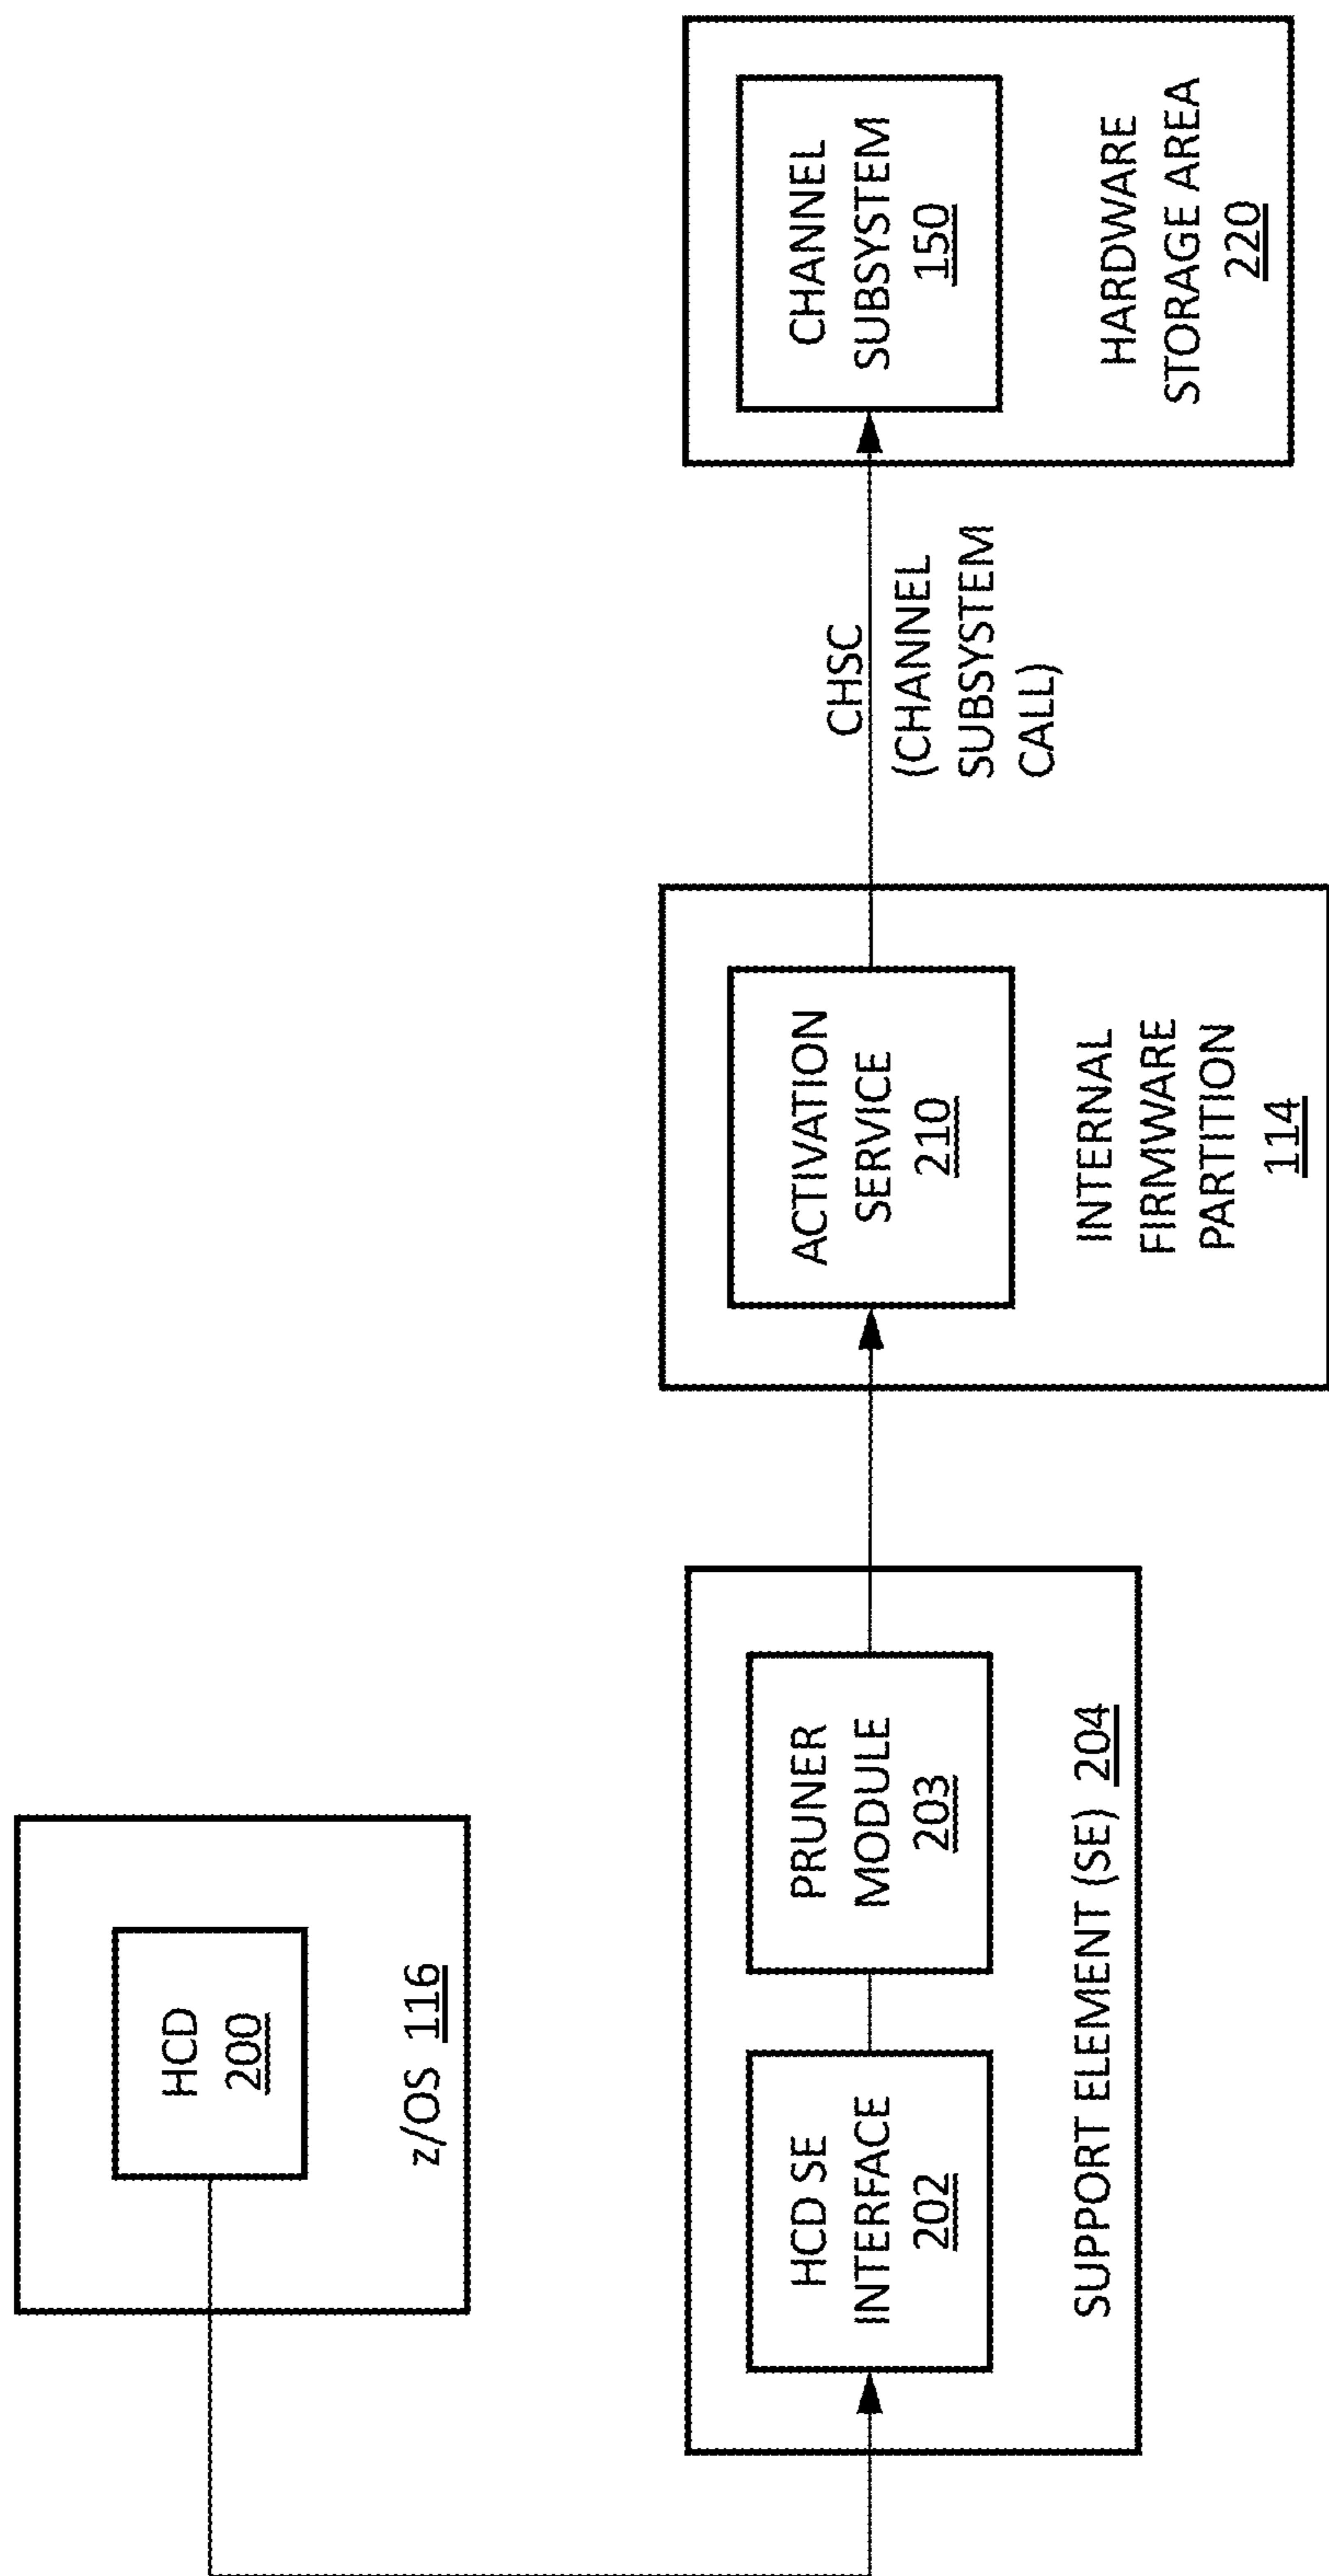 HCD
200
z/OS 116
HCD SE
INTERFACE
202
PRUNER
MODULE
203
SUPPORT ELEMENT (SE) 204
ACTIVATION
SERVICE
210
INTERNAL
FIRMWARE
PARTITION
114
CHSC
(CHANNEL
SUBSYSTEM
CALL)
CHANNEL
SUBSYSTEM
150
HARDWARE
STORAGE AREA
220